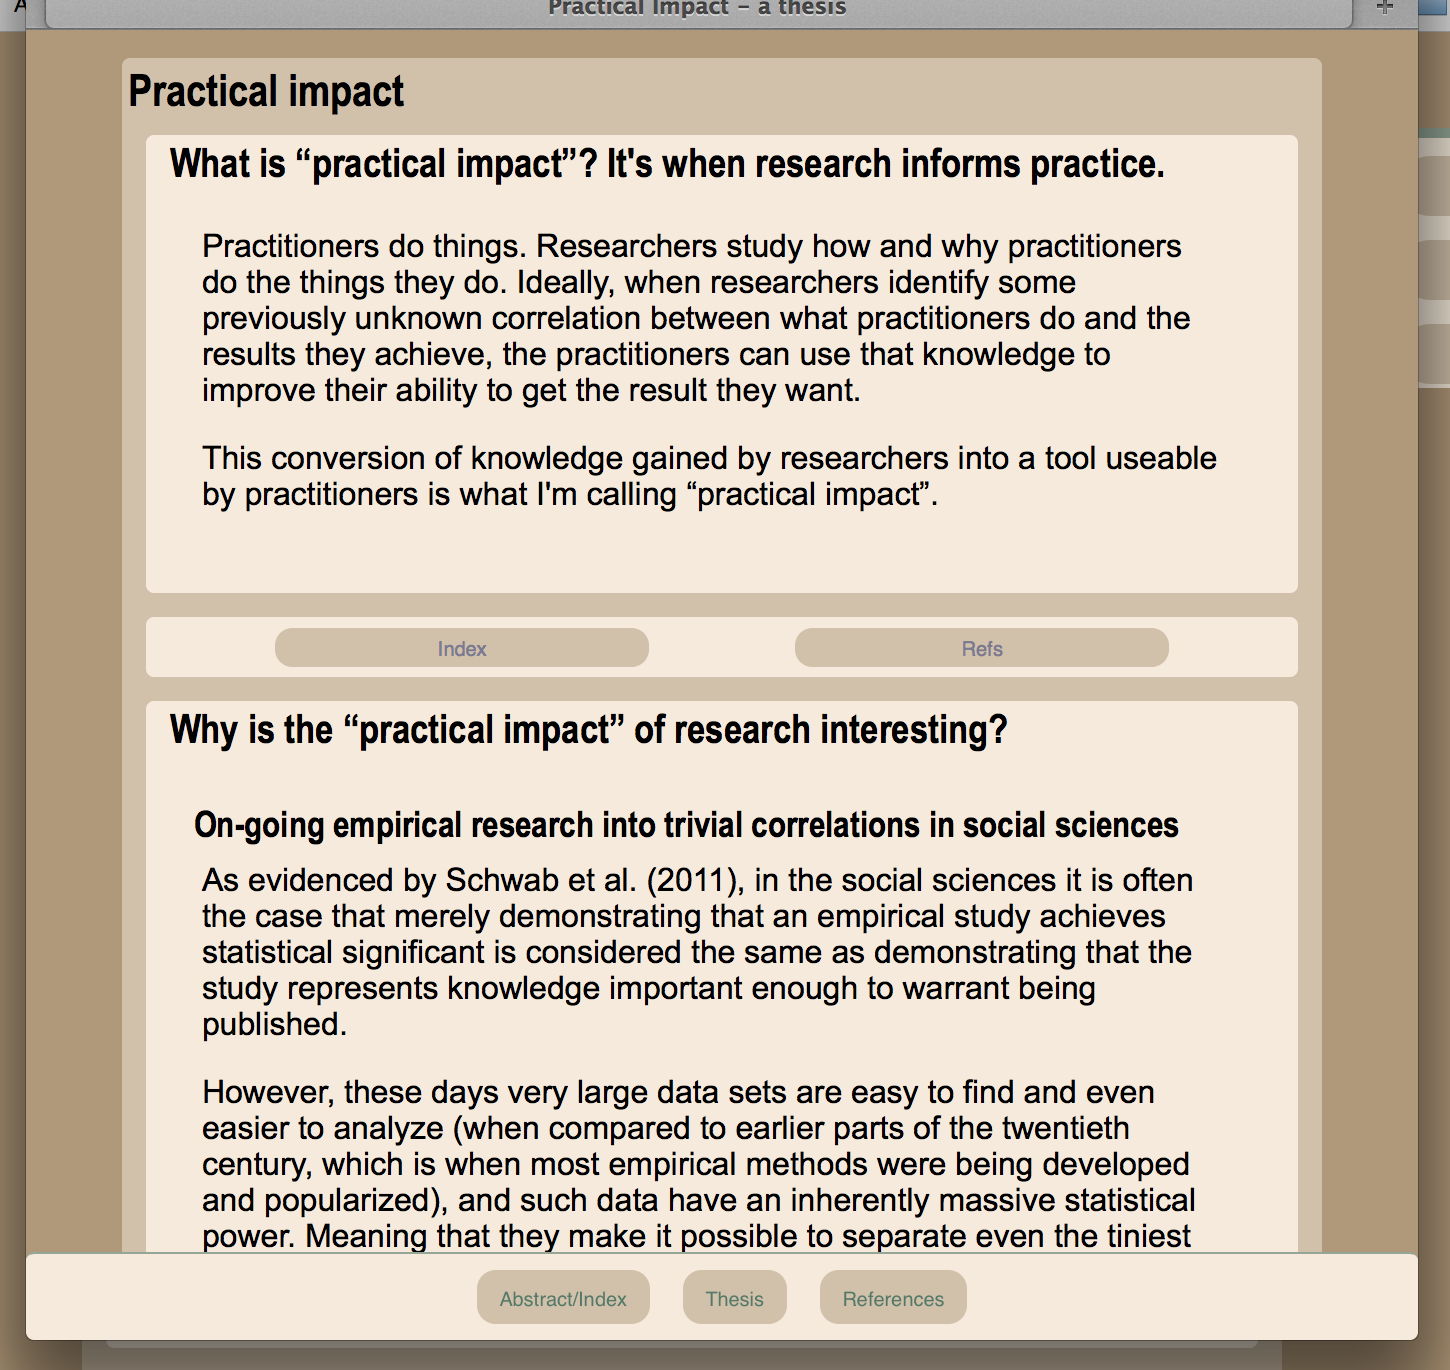 Practical Impact – a thesis
Practical impact
What is “practical impact”? It's when research informs practice.
Practitioners do things. Researchers study how and why practitioners
do the things they do. Ideally, when researchers identify some
previously unknown correlation between what practitioners do and the
results they achieve, the practitioners can use that knowledge to
improve their ability to get the result they want.
This conversion of knowledge gained by researchers into a tool useable
by practitioners is what I'm calling “practical impact”.
Index
Refs
Why is the “practical impact” of research interesting?
On-going empirical research into trivial correlations in social sciences
As evidenced by Schwab et al. (2011), in the social sciences it is often
the case that merely demonstrating that an empirical study achieves
statistical significant is considered the same as demonstrating that the
study represents knowledge important enough to warrant being
published.
However, these days very large data sets are easy to find and even
easier to analyze (when compared to earlier parts of the twentieth
century, which is when most empirical methods were being developed
and popularized), and such data have an inherently massive statistical
power. Meaning that they make it possible to separate even the tiniest
Abstract/Index
Thesis
References